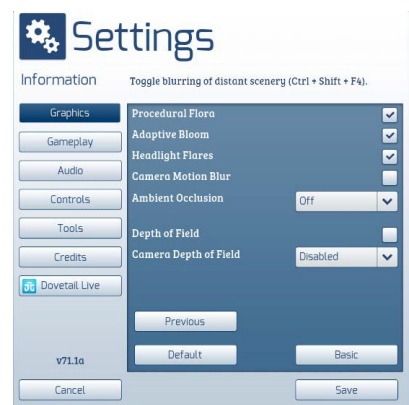 Settings
Information
Toggle blurring of distant scenery (Ctrl + Shift + F4).
Graphics
Gameplay
Audio
Controls
Tools
Credits
Dovetail Live
v71.1a
Procedural Flora
Adaptive Bloom
Headlight Flares
Camera Motion Blur
Ambient Occlusion Off
Depth of Field
Camera Depth of Field Disabled
Previous
Default Basic
Cancel Save